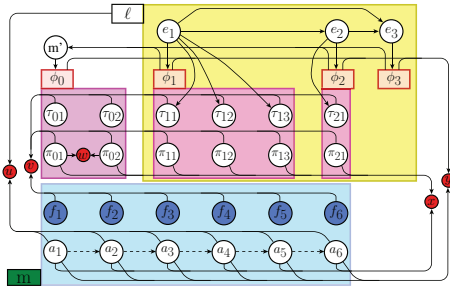 ℓ
e₁ e₂ e₃
m'
ϕ₀ ϕ₁ ϕ₂ ϕ₃
τ₀₁ τ₀₂ τ₁₁ τ₁₂ τ₁₃ τ₂₁
π₀₁ w π₀₂ π₁₁ π₁₂ π₁₃ π₂₁
u v
f₁ f₂ f₃ f₄ f₅ f₆ x
a₁ a₂ a₃ a₄ a₅ a₆
m